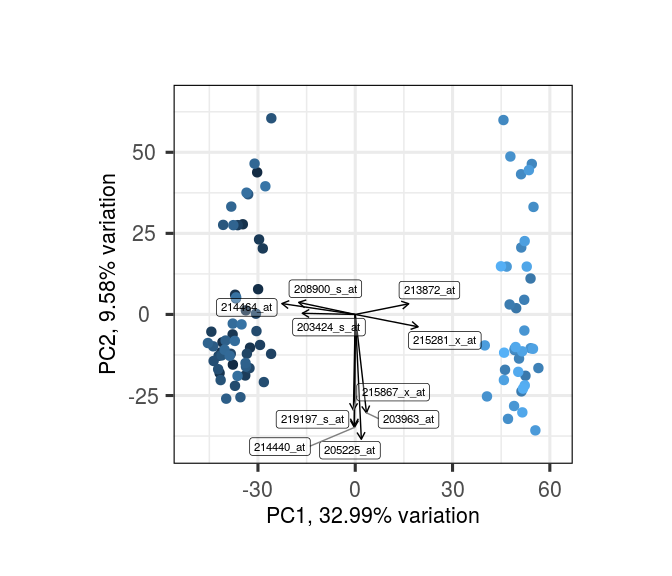 PC2, 9.58% variation
50
25
0
-25
208900_s_at
213872_at
214464_at
203424_s_at
215281_x_at
215867_x_at
219197_s_at
203963_at
214440_at
205225_at
-30
0
30
60
PC1, 32.99% variation